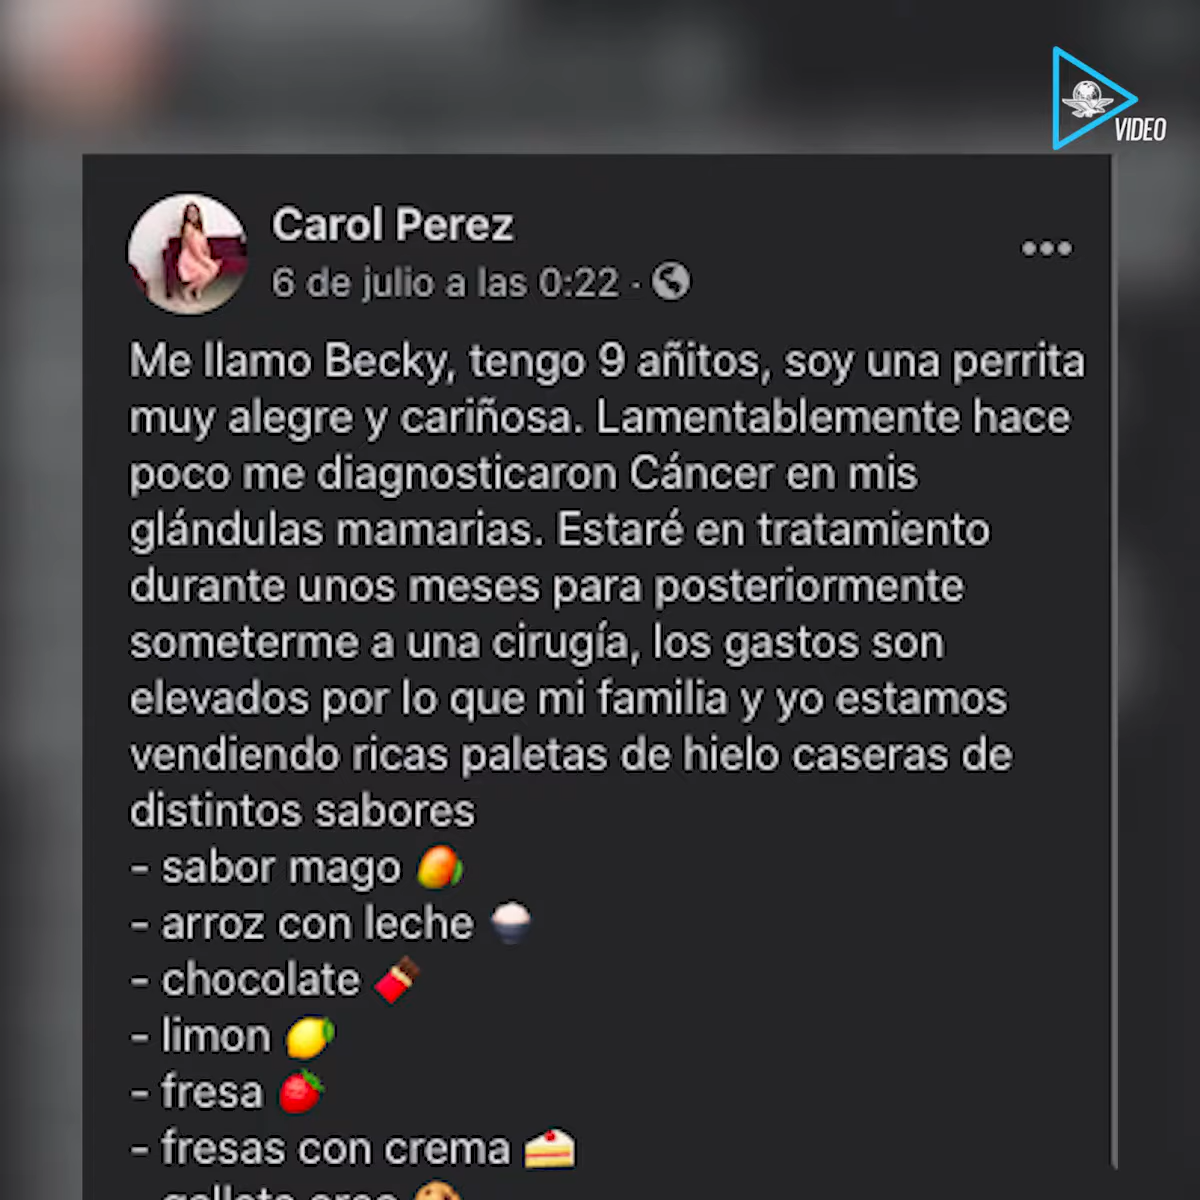 VIDEO
Carol Perez
6 de julio a las 0:22 ·
Me llamo Becky, tengo 9 añitos, soy una perrita
muy alegre y cariñosa. Lamentablemente hace
poco me diagnosticaron Cáncer en mis
glándulas mamarias. Estaré en tratamiento
durante unos meses para posteriormente
someterme a una cirugía, los gastos son
elevados por lo que mi familia y yo estamos
vendiendo ricas paletas de hielo caseras de
distintos sabores
- sabor mago 🥭
- arroz con leche 🍚
- chocolate 🍫
- limon 🍋
- fresa 🍓
- fresas con crema 🍰